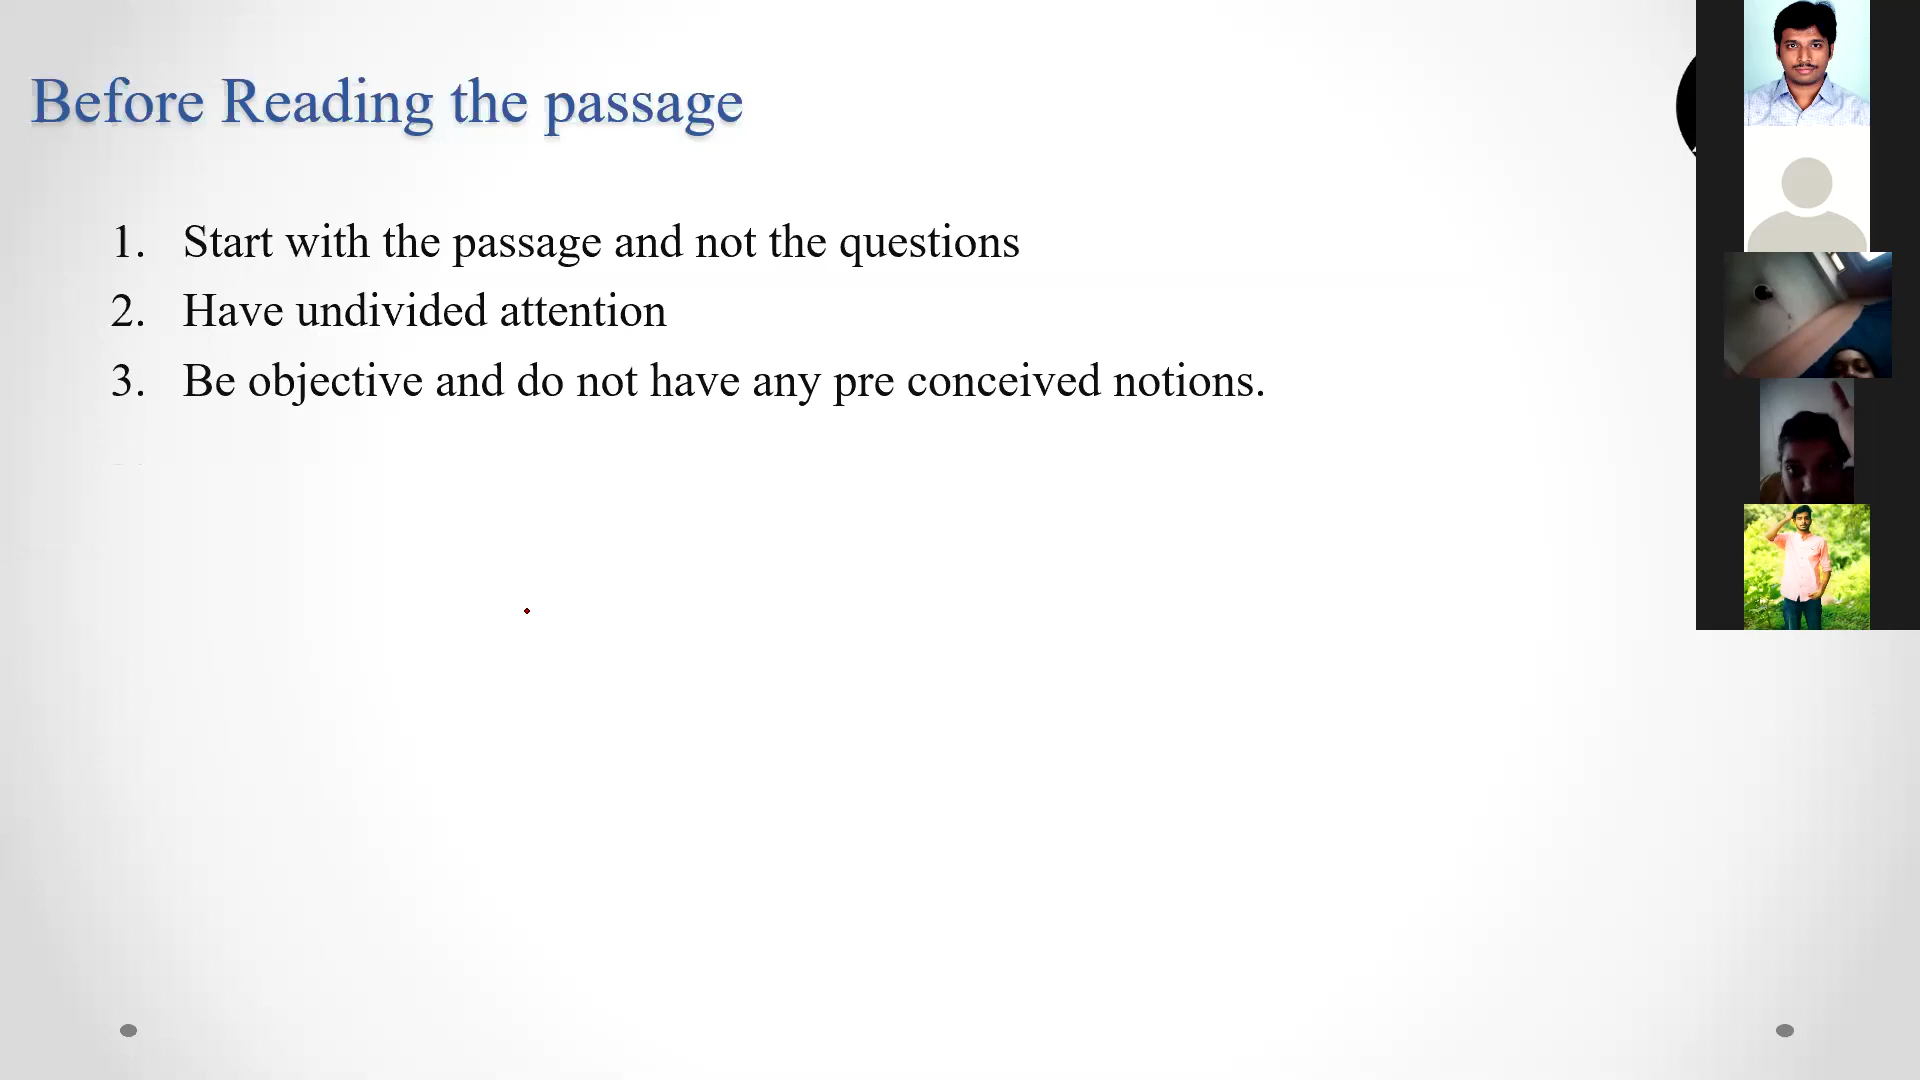 Before Reading the passage
1. Start with the passage and not the questions
2. Have undivided attention
3. Be objective and do not have any pre conceived notions.